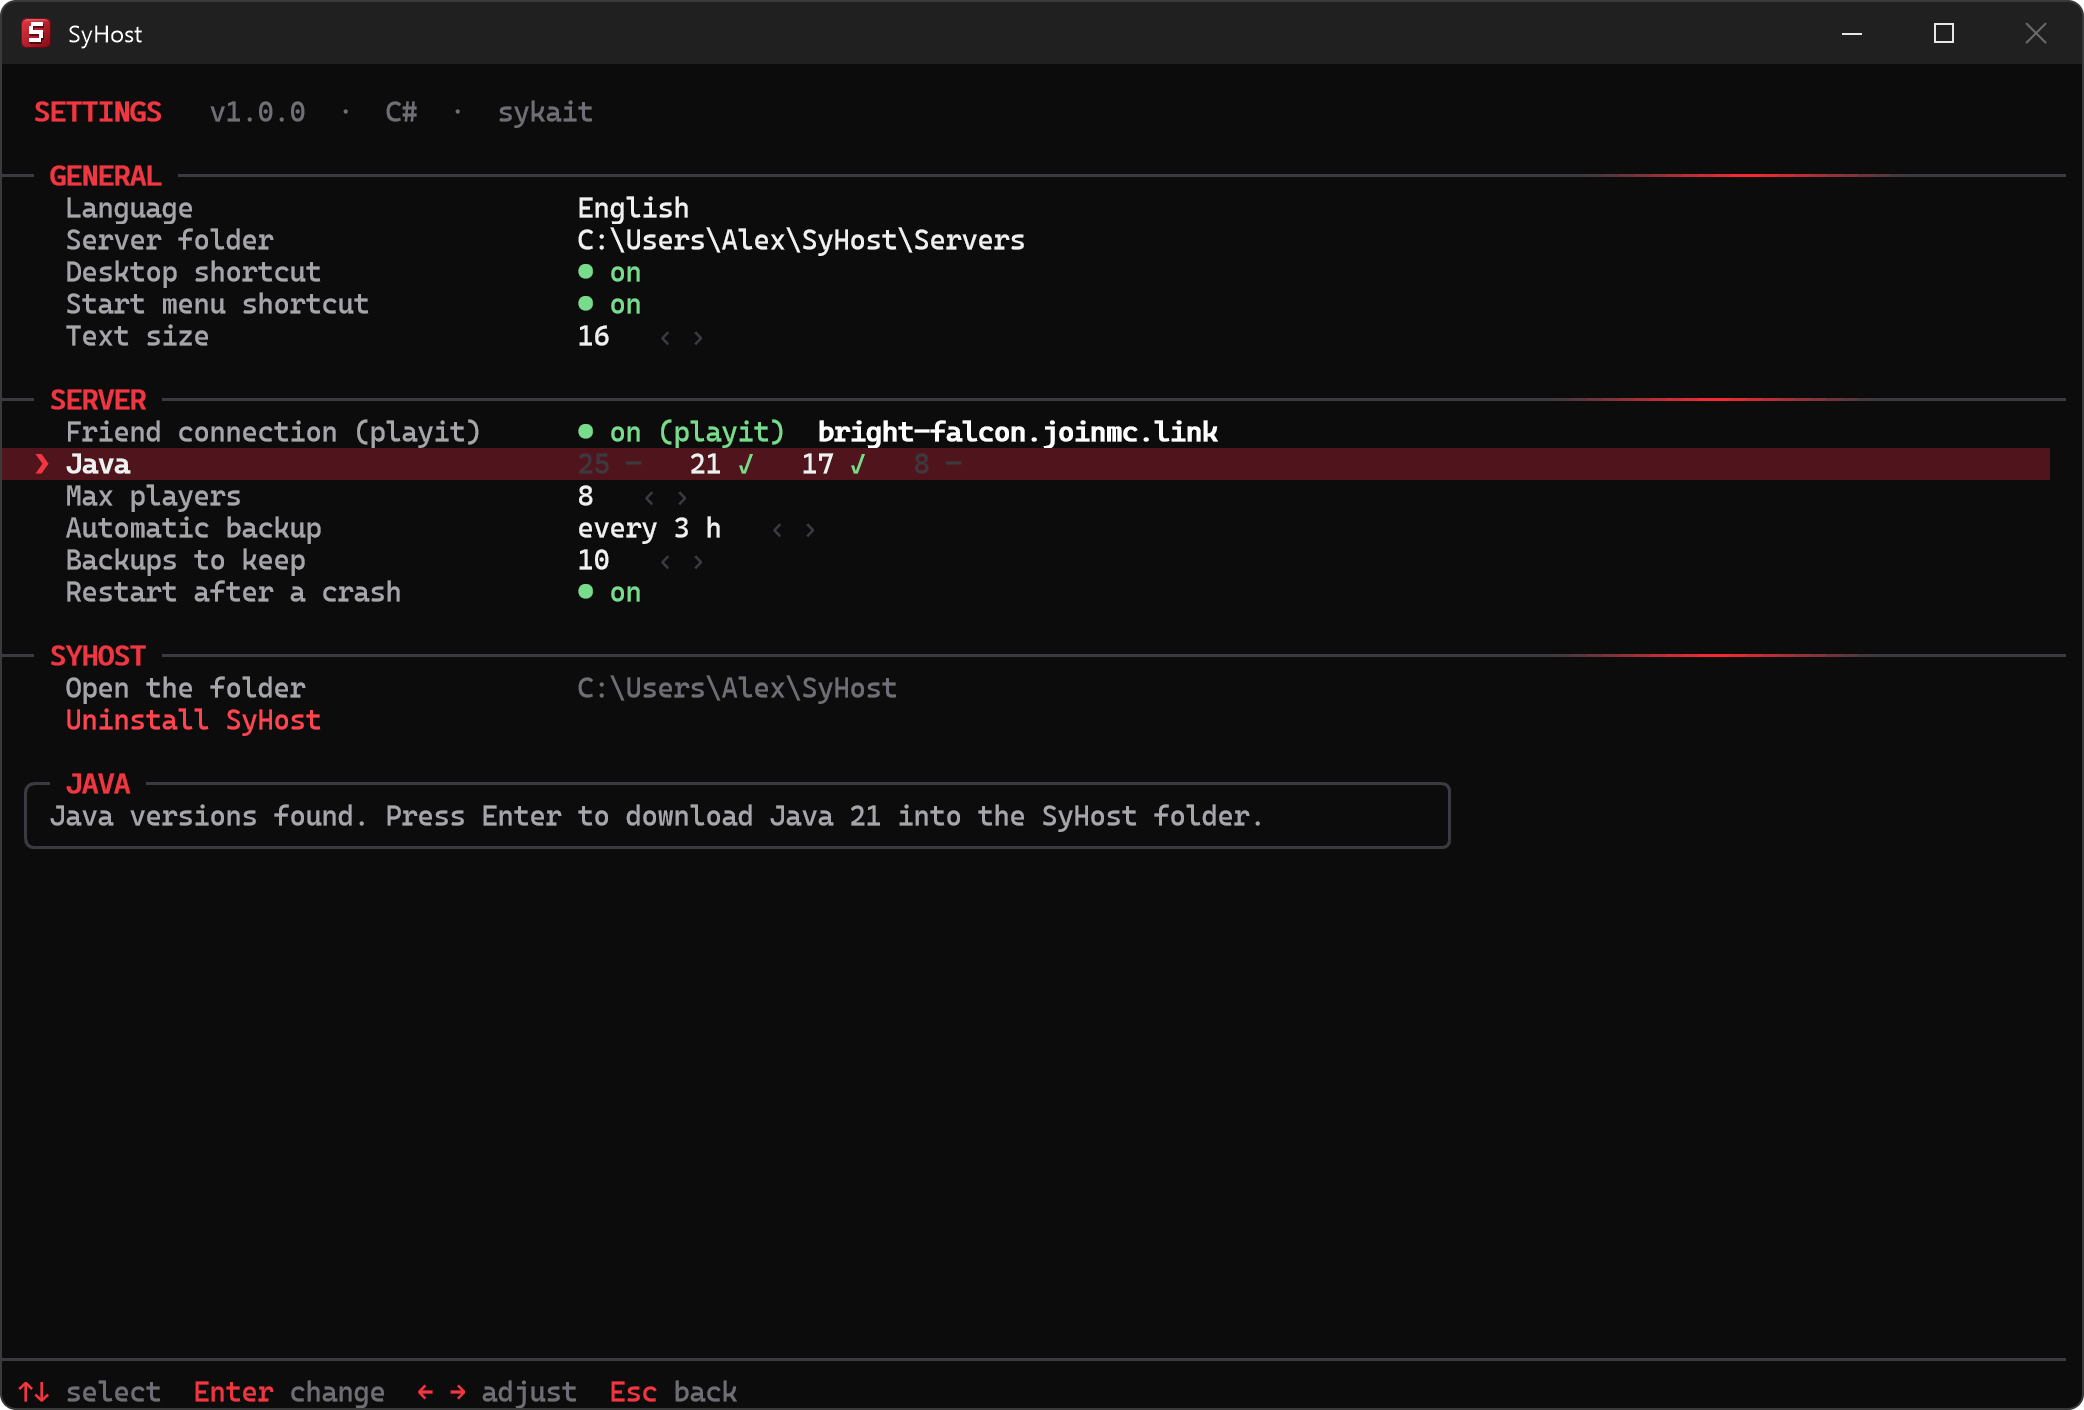 SyHost
SETTINGS v1.0.0 · C# · sykait
GENERAL
Language English
Server folder C:\Users\Alex\SyHost\Servers
Desktop shortcut ● on
Start menu shortcut ● on
Text size 16 ‹ ›
SERVER
Friend connection (playit) ● on (playit) bright-falcon.joinmc.link
❯ Java 25 — 21 √ 17 √ 8 —
Max players 8 ‹ ›
Automatic backup every 3 h ‹ ›
Backups to keep 10 ‹ ›
Restart after a crash ● on
SYHOST
Open the folder C:\Users\Alex\SyHost
Uninstall SyHost
JAVA
Java versions found. Press Enter to download Java 21 into the SyHost folder.
↑↓ select Enter change ← → adjust Esc back